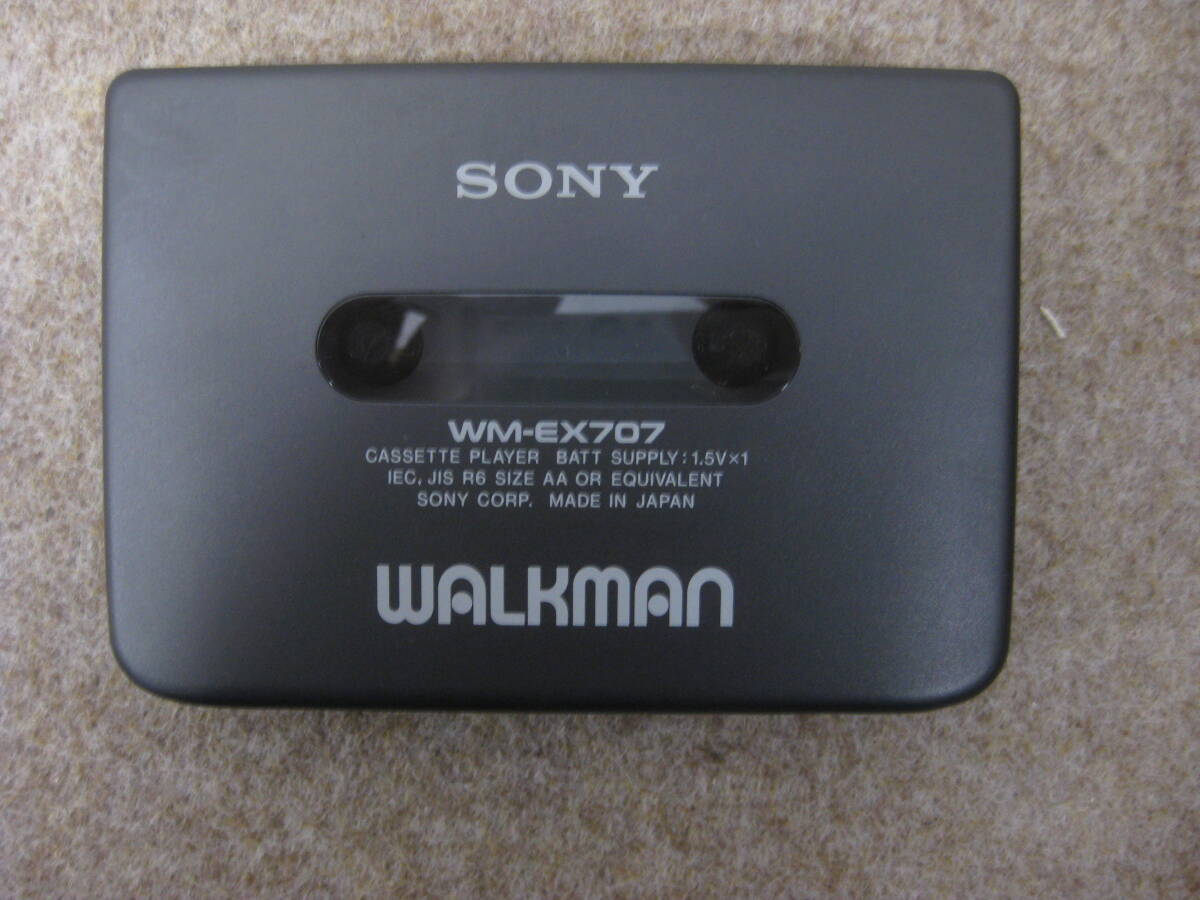 SONY
WM-EX707
CASSETTE PLAYER BATT SUPPLY: 1.5V×1
IEC, JIS R6 SIZE AA OR EQUIVALENT
SONY CORP. MADE IN JAPAN
WALKMAN